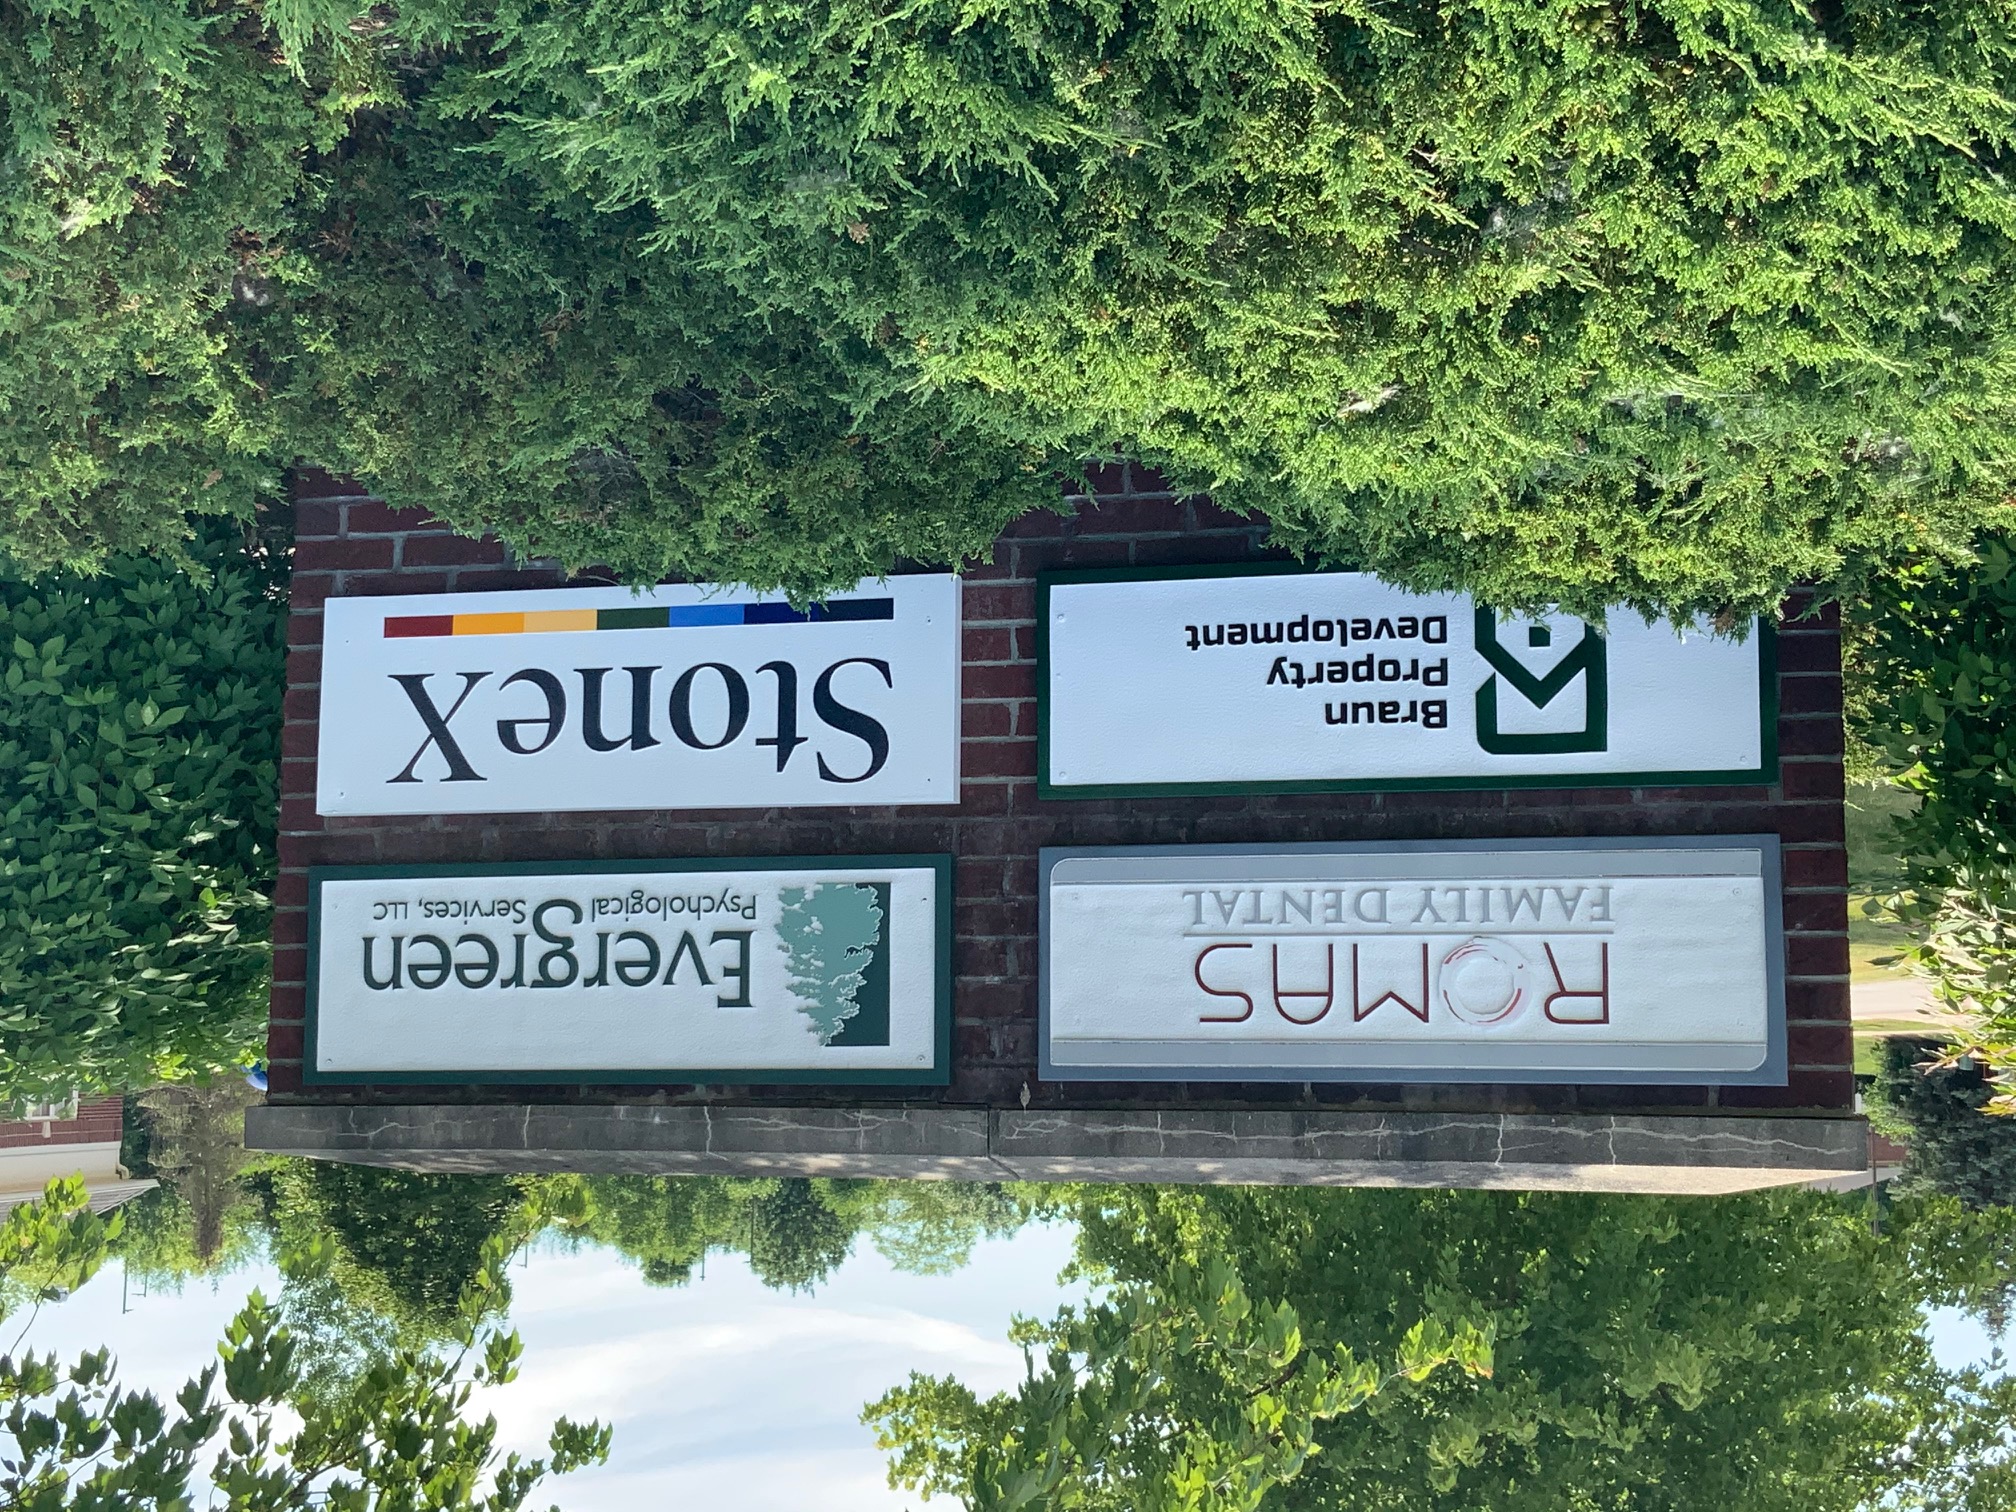 ROMAS
FAMILY DENTAL
Evergreen
Psychological Services, LLC
Braun
Property
Development
StoneX